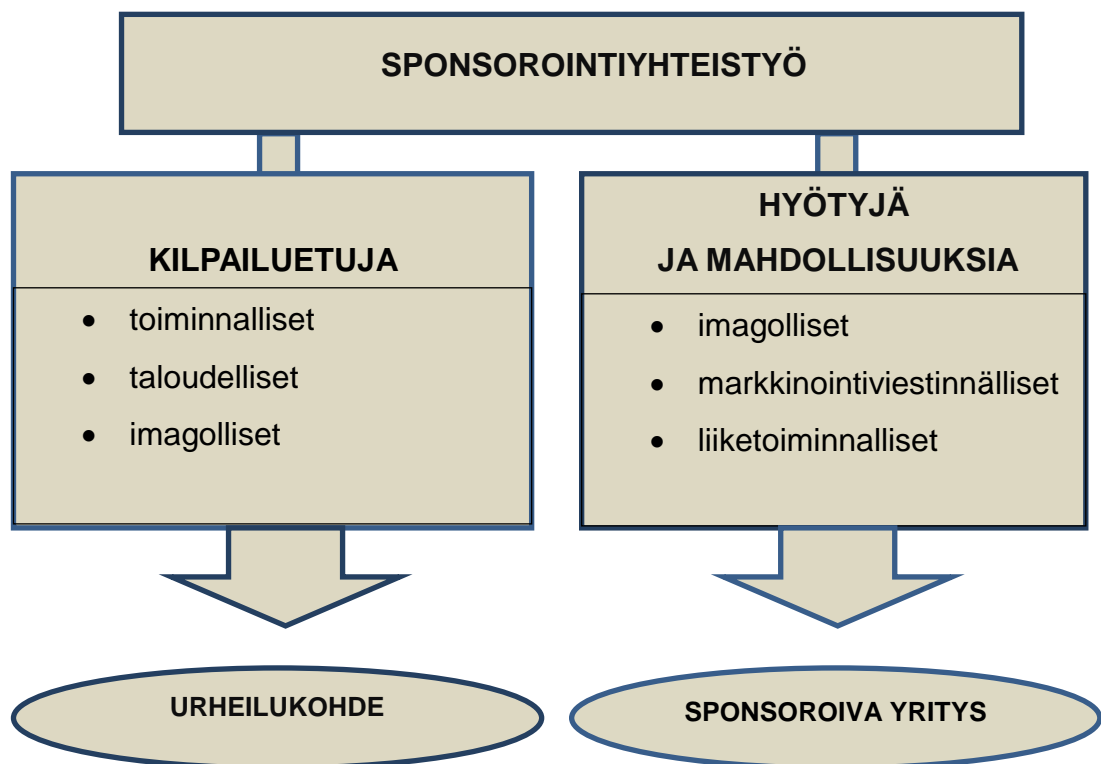 SPONSOROINTIYHTEISTYÖ
KILPAILUETUJA
• toiminnalliset
• taloudelliset
• imagolliset
HYÖTYJÄ
JA MAHDOLLISUUKSIA
• imagolliset
• markkinointiviestinnälliset
• liiketoiminnalliset
URHEILUKOHDE
SPONSOROIVA YRITYS